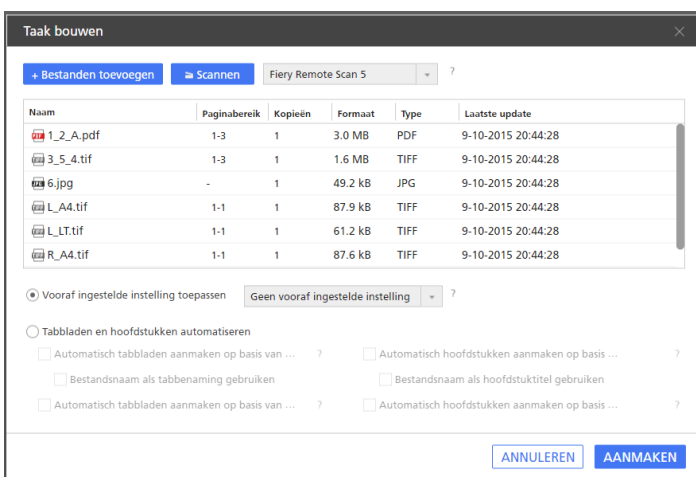 Taak bouwen
+ Bestanden toevoegen Scannen Fiery Remote Scan 5 ?
Naam Paginabereik Kopieën Formaat Type Laatste update
1_2_A.pdf 1-3 1 3.0 MB PDF 9-10-2015 20:44:28
3_5_4.tif 1-3 1 1.6 MB TIFF 9-10-2015 20:44:28
6.jpg - 1 49.2 kB JPG 9-10-2015 20:44:28
L_A4.tif 1-1 1 87.9 kB TIFF 9-10-2015 20:44:28
L_LT.tif 1-1 1 61.2 kB TIFF 9-10-2015 20:44:28
R_A4.tif 1-1 1 87.6 kB TIFF 9-10-2015 20:44:28
Vooraf ingestelde instelling toepassen Geen vooraf ingestelde instelling ?
Tabbladen en hoofdstukken automatiseren
Automatisch tabbladen aanmaken op basis van ... ? Automatisch hoofdstukken aanmaken op basis ... ?
Bestandsnaam als tabbenaming gebruiken Bestandsnaam als hoofdstuktitel gebruiken
Automatisch tabbladen aanmaken op basis van ... ? Automatisch hoofdstukken aanmaken op basis ... ?
ANNULEREN AANMAKEN